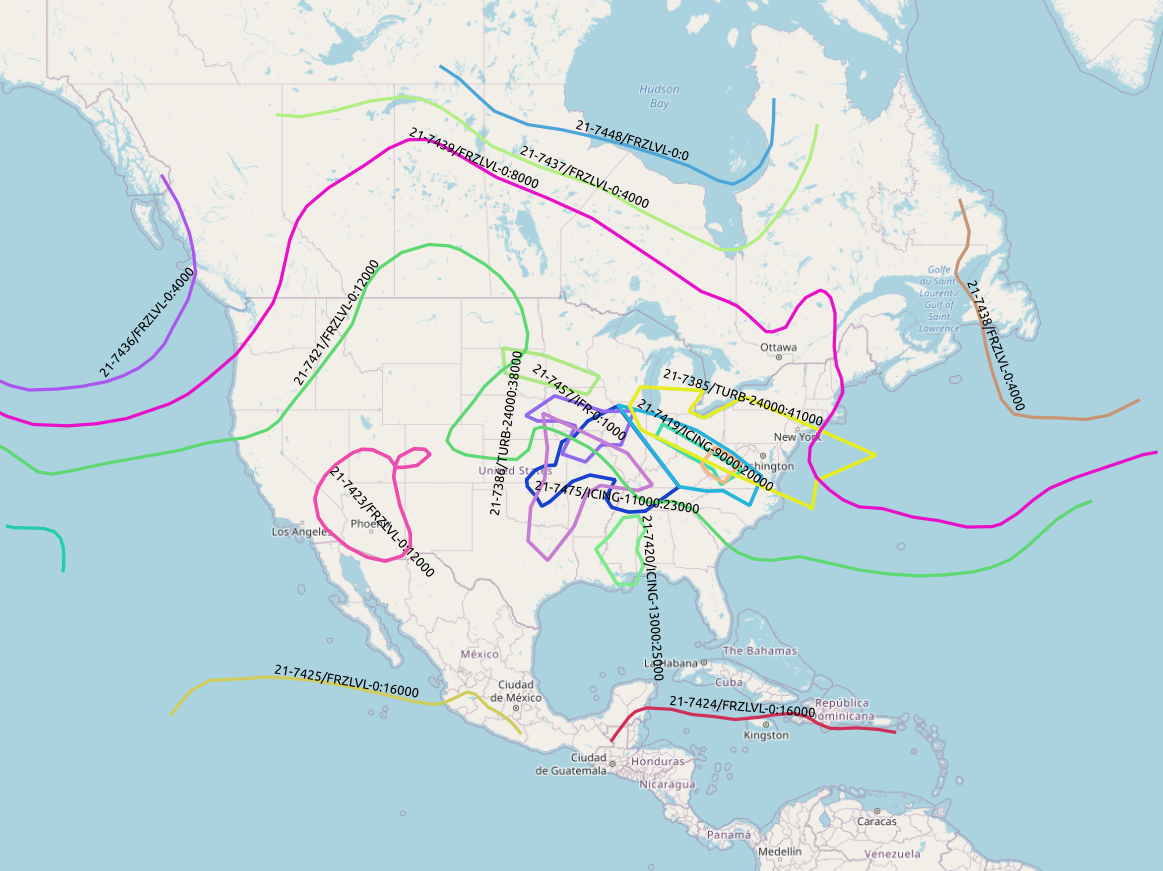 Hudson
Bay
21-7448/FRZLVL-0:0
21-7439/FRZLVL-0:8000
21-7437/FRZLVL-0:4000
21-7436/FRZLVL-0:4000
21-7421/FRZLVL-0:12000
Golfe
du Saint-
Laurent /
Gulf of
Saint
Lawrence
21-7438/FRZLVL-0:4000
Ottawa
21-7457/IFR-0:1000
21-7385/TURB-24000:41000
21-7386/TURB-24000:38000
21-7419/ICING-9000:20000
New York
United States
21-7475/ICING-11000:23000
21-7423/FRZLVL-0:12000
Los Angeles
21-7420/ICING-13000:25000
The Bahamas
México
La Habana
Cuba
21-7425/FRZLVL-0:16000
Ciudad
de México
21-7424/FRZLVL-0:16000
República
Dominicana
Kingston
Ciudad
de Guatemala
Honduras
Nicaragua
Caracas
Panamá
Medellín
Venezuela